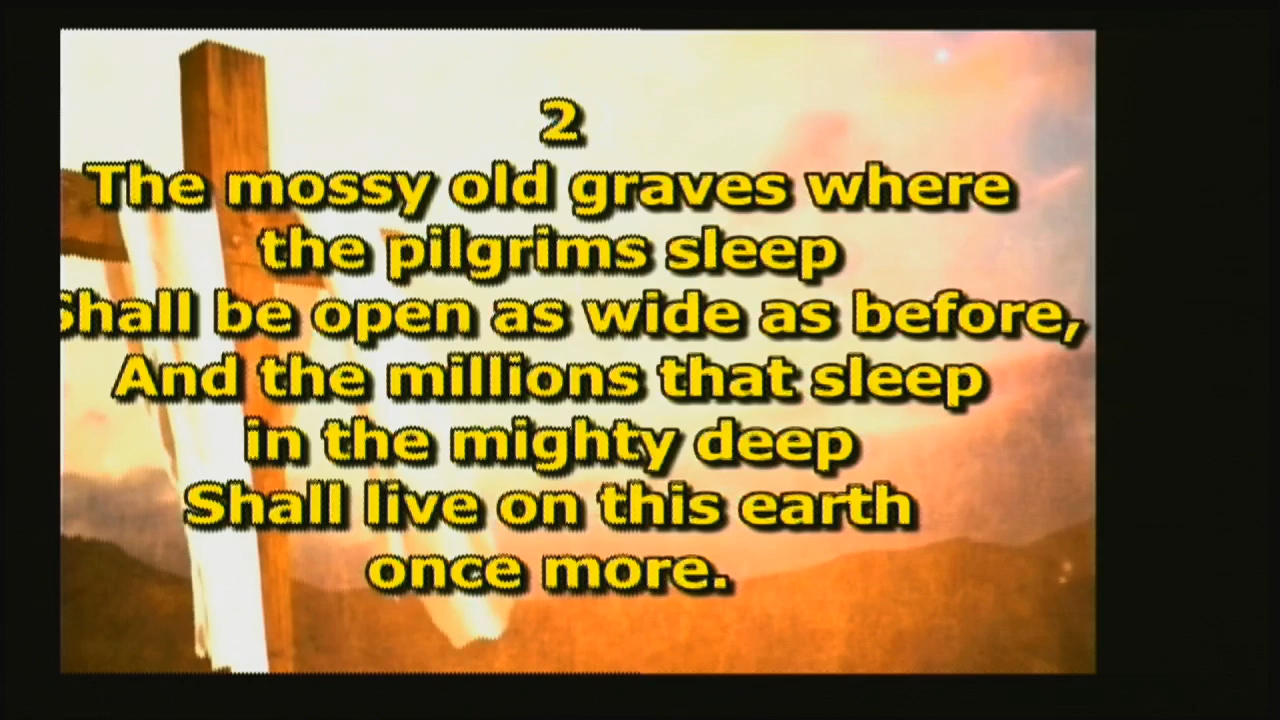 2
The mossy old graves where
the pilgrims sleep
Shall be open as wide as before,
And the millions that sleep
in the mighty deep
Shall live on this earth
once more.